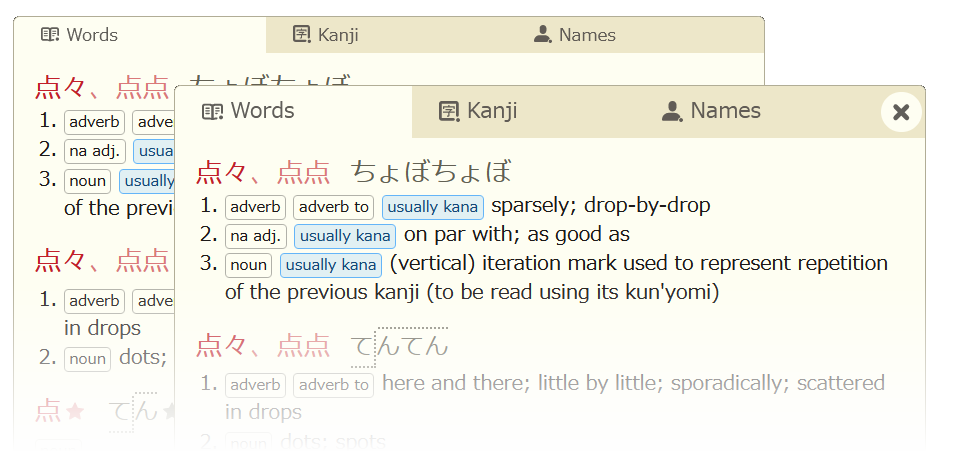 Words Kanji Names
点々、点点 ちょぼちょぼ
1. adverb adve
2. na adj. usua
3. noun usually
of the previ
点々、点点
1. adverb adve
in drops
2. noun dots;
点★ てん★
Words Kanji Names
点々、点点 ちょぼちょぼ
1. adverb adverb to usually kana sparsely; drop-by-drop
2. na adj. usually kana on par with; as good as
3. noun usually kana (vertical) iteration mark used to represent repetition
of the previous kanji (to be read using its kun'yomi)
点々、点点 てんてん
1. adverb adverb to here and there; little by little; sporadically; scattered
in drops
2. noun dots; spots